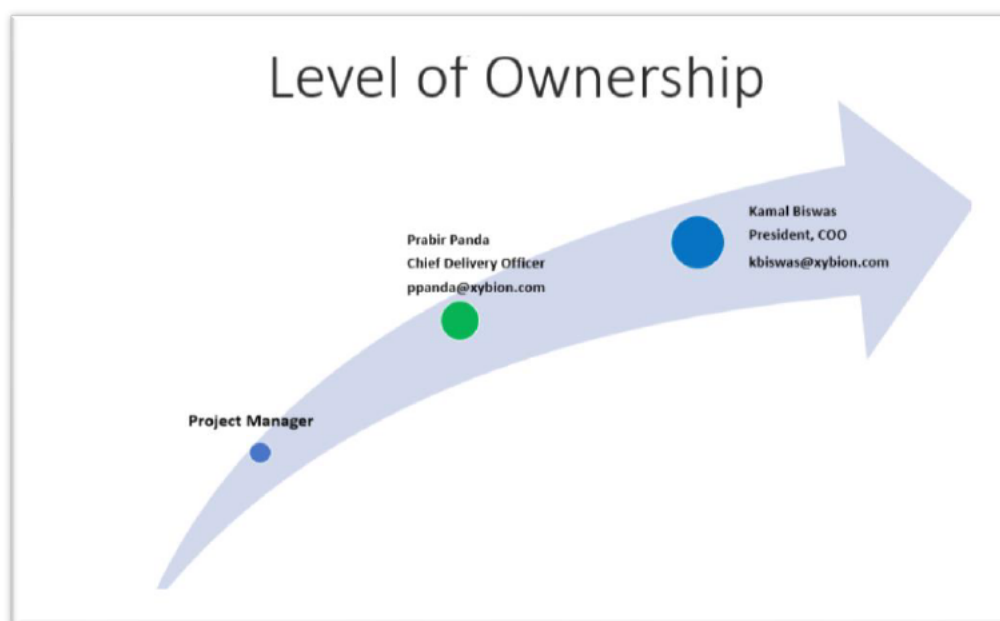 Level of Ownership
Kamal Biswas
President, COO
kbiswas@xybion.com
Prabir Panda
Chief Delivery Officer
ppanda@xybion.com
Project Manager